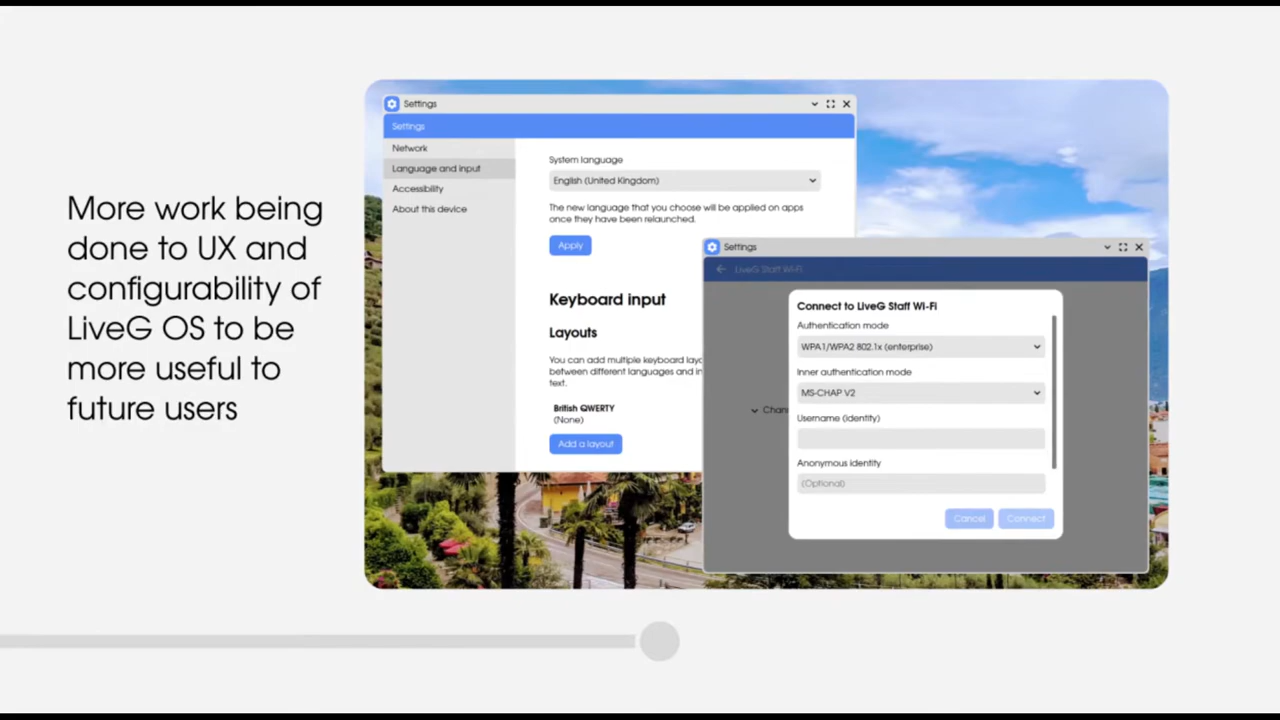 More work being
done to UX and
configurability of
LiveG OS to be
more useful to
future users
Settings
Settings
Network
Language and input
Accessibility
About this device
System language
English (United Kingdom)
The new language that you choose will be applied on apps
once they have been relaunched.
Apply
Keyboard input
Layouts
You can add multiple keyboard
between different languages and
text.
British QWERTY
(None)
Add a layout
Settings
LiveG Staff Wi-Fi
Connect to LiveG Staff Wi-Fi
Authentication mode
WPA1/WPA2 802.1x (enterprise)
Inner authentication mode
MS-CHAP V2
Username (identity)
Anonymous identity
(Optional)
Cancel
Connect